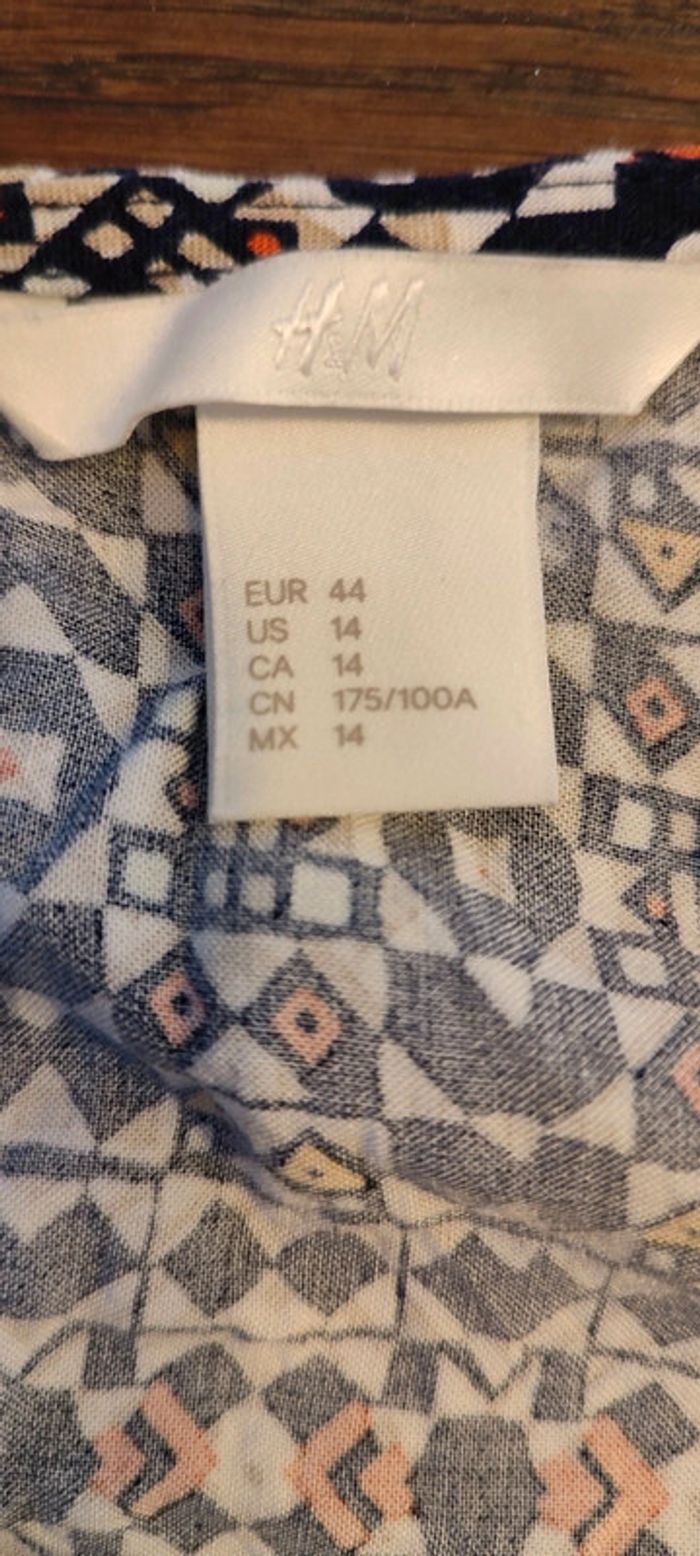 H&M
EUR 44
US 14
CA 14
CN 175/100A
MX 14